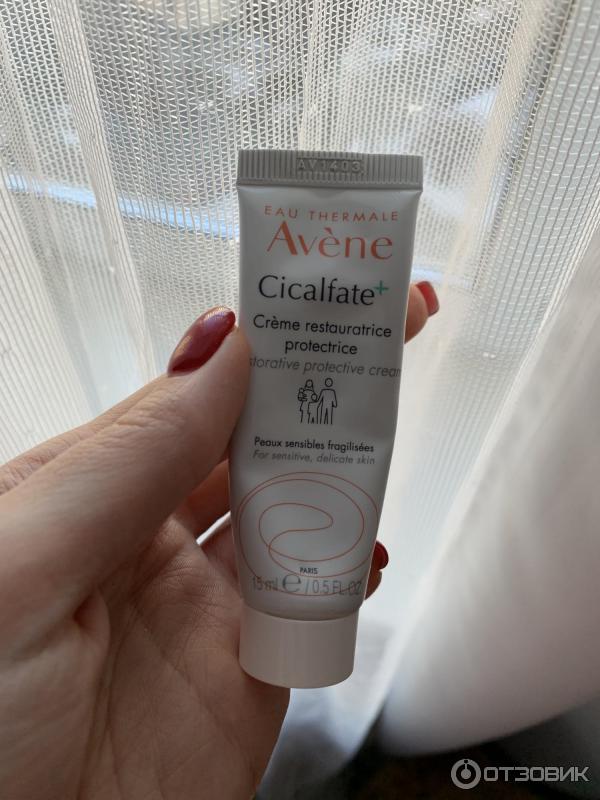 AV1403
EAU THERMALE
Avène
Cicalfate+
Crème restauratrice
protectrice
storative protective cream
Peaux sensibles fragilisées
For sensitive, delicate skin
PARIS
15 ml e / 0.5 FL.OZ
ОТЗОВИК